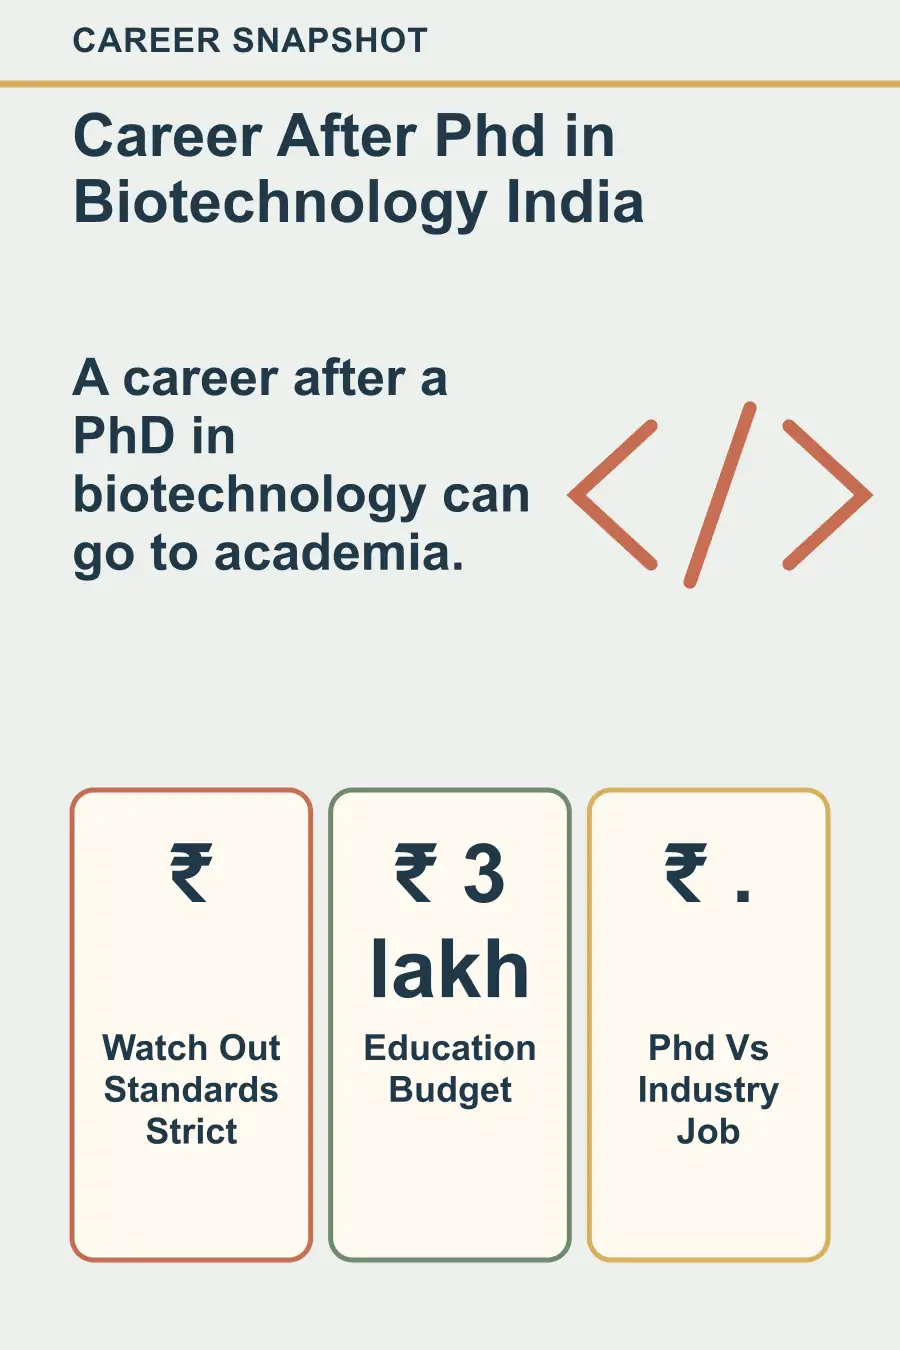 CAREER SNAPSHOT
Career After Phd in
Biotechnology India
A career after a
PhD in
biotechnology can
go to academia.
₹
Watch Out
Standards
Strict
₹ 3
lakh
Education
Budget
₹ .
Phd Vs
Industry
Job